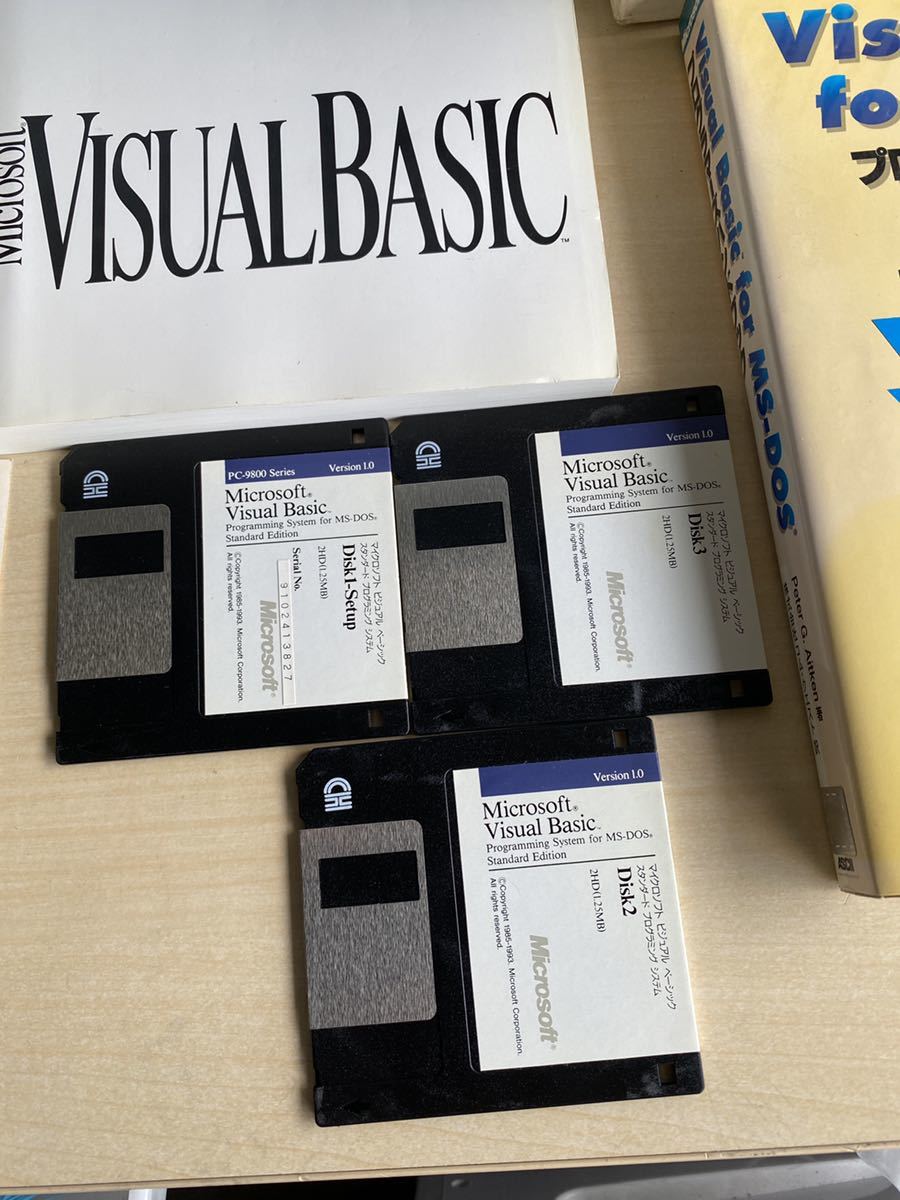 Microsoft®
VISUAL BASIC™
Vis
fo
プロ
Visual Basic for MS-DOS®
Peter G. Aitken 著
ASCII
PC-9800 Series Version 1.0
Microsoft®
Visual Basic™
Programming System for MS-DOS®
Standard Edition
マイクロソフト ビジュアル ベーシック
スタンダード プログラミング システム
Disk1-Setup
2HD(1.25MB)
Serial No.
9102413827
Microsoft®
©Copyright 1985-1993. Microsoft Corporation.
All rights reserved.
Version 1.0
Microsoft®
Visual Basic™
Programming System for MS-DOS®
Standard Edition
マイクロソフト ビジュアル ベーシック
スタンダード プログラミング システム
Disk3
2HD(1.25MB)
Microsoft®
©Copyright 1985-1993. Microsoft Corporation.
All rights reserved.
Version 1.0
Microsoft®
Visual Basic™
Programming System for MS-DOS®
Standard Edition
マイクロソフト ビジュアル ベーシック
スタンダード プログラミング システム
Disk2
2HD(1.25MB)
Microsoft®
©Copyright 1985-1993. Microsoft Corporation.
All rights reserved.